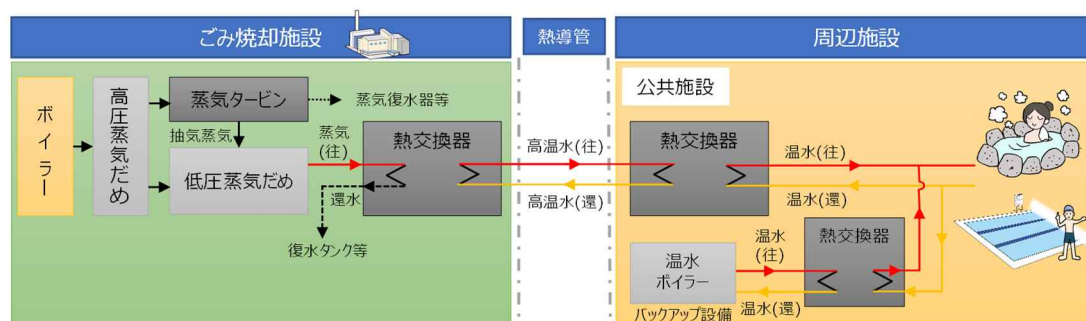 ごみ焼却施設
熱導管
周辺施設
ボイラー
高圧蒸気だめ
蒸気タービン
蒸気復水器等
抽気蒸気
低圧蒸気だめ
蒸気
(往)
熱交換器
還水
復水タンク等
高温水(往)
高温水(還)
公共施設
熱交換器
温水(往)
温水(還)
温水
ボイラー
バックアップ設備
温水
(往)
温水(還)
熱交換器